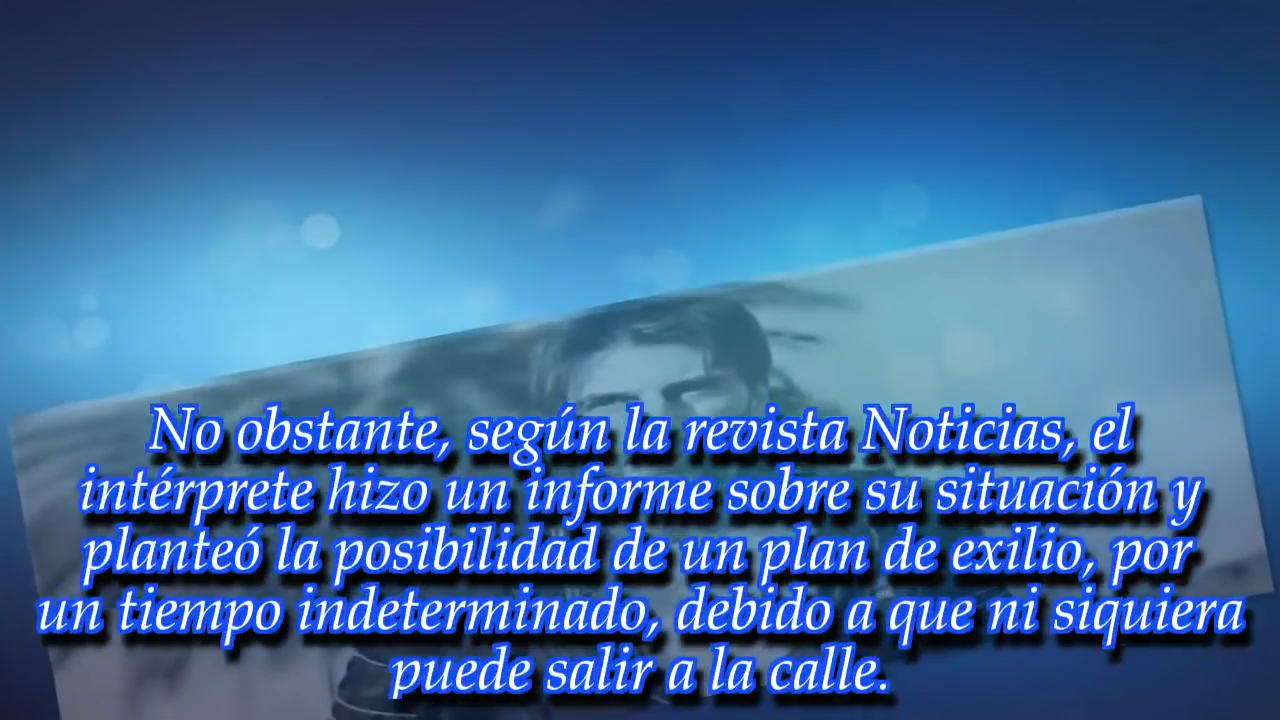 No obstante, según la revista Noticias, el
intérprete hizo un informe sobre su situación y
planteó la posibilidad de un plan de exilio, por
un tiempo indeterminado, debido a que ni siquiera
puede salir a la calle.